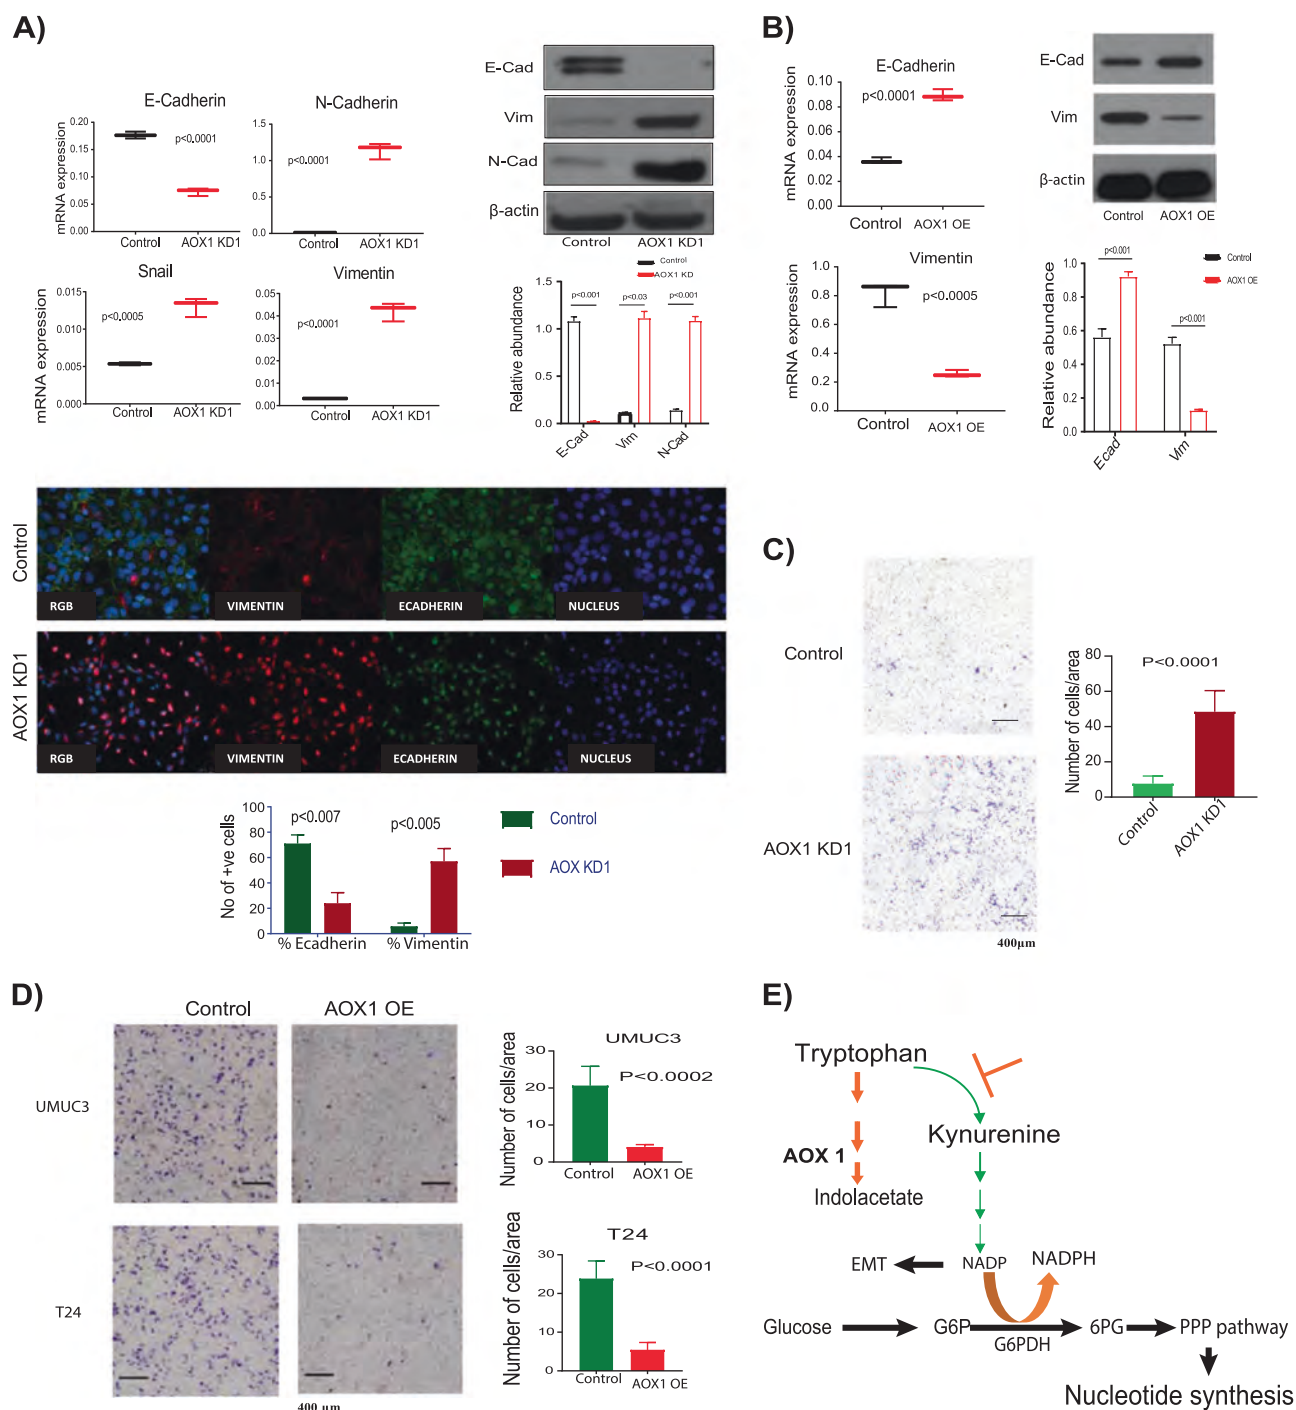 A)
E-Cadherin
mRNA expression
0.20
0.15
0.10
0.05
0.00
p<0.0001
Control
AOX1 KD1
N-Cadherin
1.5
1.0
0.5
0.0
p<0.0001
Control
AOX1 KD1
Snail
mRNA expression
0.015
0.010
0.005
0.000
p<0.0005
Control
AOX1 KD1
Vimentin
0.05
0.04
0.03
0.02
0.01
0.00
p<0.0001
Control
AOX1 KD1
E-Cad
Vim
N-Cad
β-actin
Control
AOX1 KD1
Control
AOX1 KD
Relative abundance
1.5
1.0
0.5
0.0
p<0.001
p<0.03
p<0.001
E-Cad
Vim
N-Cad
Control
RGB
VIMENTIN
ECADHERIN
NUCLEUS
AOX1 KD1
RGB
VIMENTIN
ECADHERIN
NUCLEUS
No of +ve cells
100
80
60
40
20
0
p<0.007
p<0.005
% Ecadherin
% Vimentin
Control
AOX KD1
B)
E-Cadherin
mRNA expression
0.10
0.08
0.06
0.04
0.02
0.00
p<0.0001
Control
AOX1 OE
Vimentin
mRNA expression
1.0
0.8
0.6
0.4
0.2
0.0
p<0.0005
Control
AOX1 OE
E-Cad
Vim
β-actin
Control
AOX1 OE
Relative abundance
1.0
0.8
0.6
0.4
0.2
0.0
p<0.001
p<0.001
Control
AOX1 OE
Ecad
Vim
C)
Control
AOX1 KD1
400μm
Number of cells/area
80
60
40
20
0
P<0.0001
Control
AOX1 KD1
D)
Control
AOX1 OE
UMUC3
T24
400 μm
UMUC3
Number of cells/area
30
20
10
0
P<0.0002
Control
AOX1 OE
T24
Number of cells/area
30
20
10
0
P<0.0001
Control
AOX1 OE
E)
Tryptophan
Kynurenine
AOX 1
Indolacetate
EMT
NADP
NADPH
Glucose
G6P
G6PDH
6PG
PPP pathway
Nucleotide synthesis